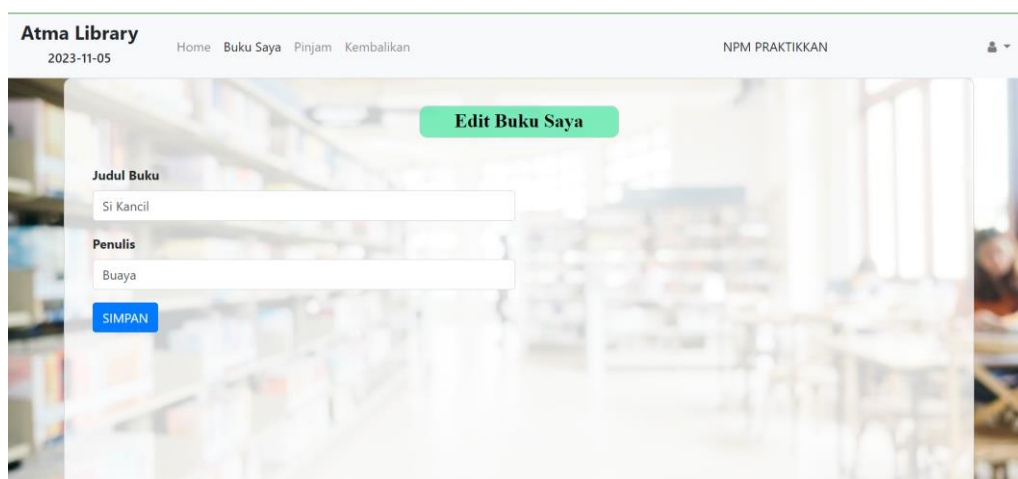 Atma Library
2023-11-05
Home Buku Saya Pinjam Kembalikan
NPM PRAKTIKKAN
Edit Buku Saya
Judul Buku
Si Kancil
Penulis
Buaya
SIMPAN